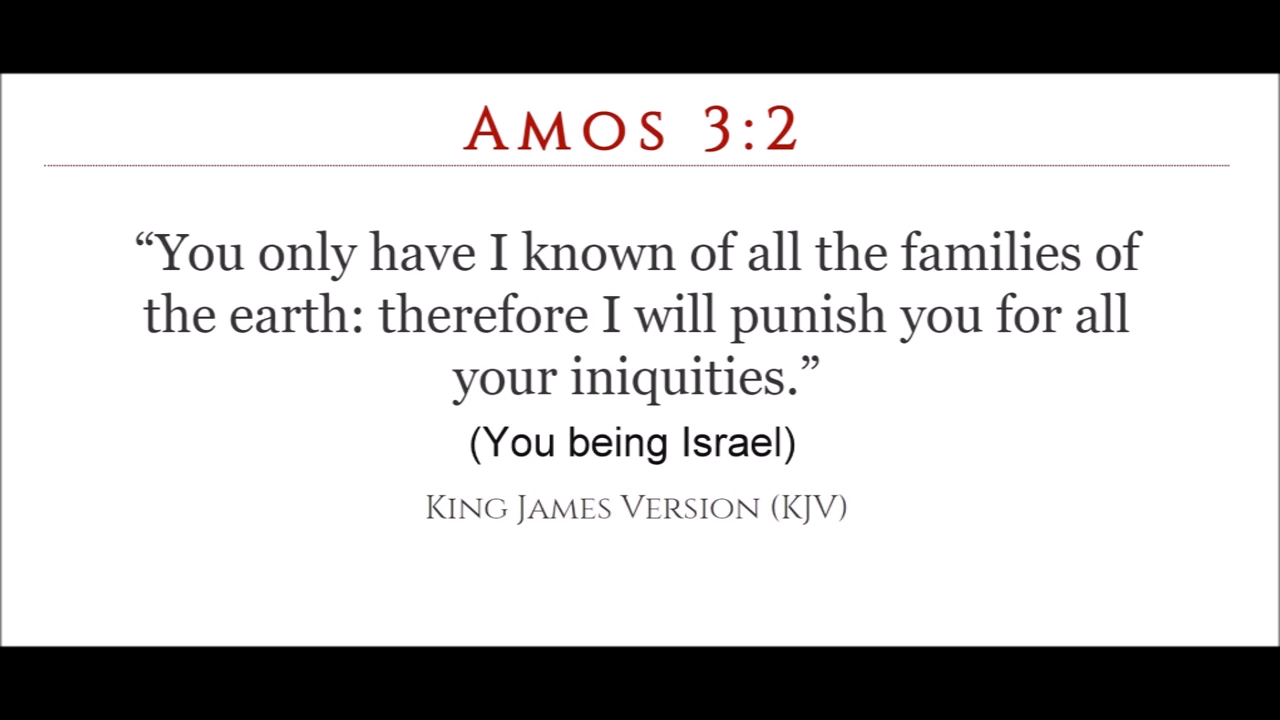 Amos 3:2
“You only have I known of all the families of
the earth: therefore I will punish you for all
your iniquities.”
(You being Israel)
King James Version (KJV)